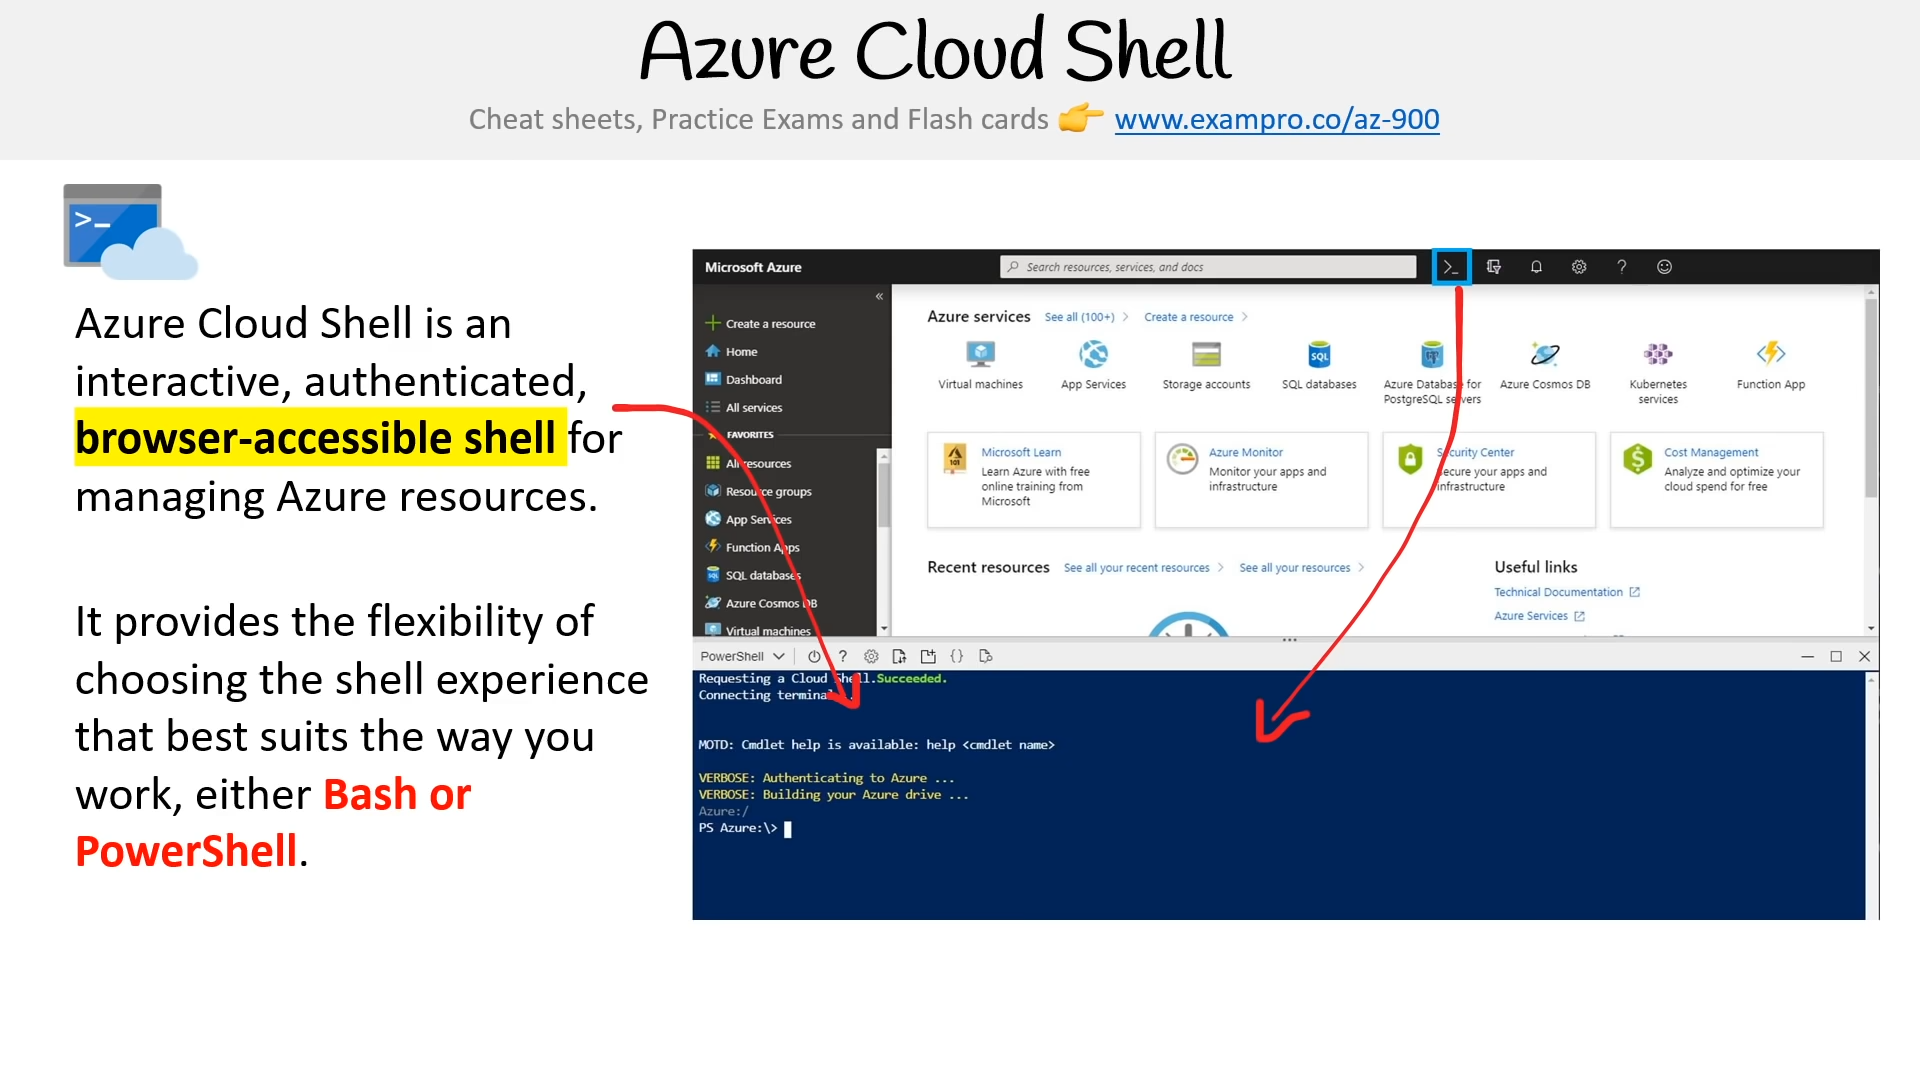 Azure Cloud Shell
Cheat sheets, Practice Exams and Flash cards 👉 www.exampro.co/az-900
>_
Azure Cloud Shell is an
interactive, authenticated,
browser-accessible shell for
managing Azure resources.
It provides the flexibility of
choosing the shell experience
that best suits the way you
work, either Bash or
PowerShell.
Microsoft Azure
Search resources, services, and docs
>_
?
«
Create a resource
Home
Dashboard
All services
FAVORITES
All resources
Resource groups
App Services
Function Apps
SQL databases
Azure Cosmos DB
Virtual machines
Azure services
See all (100+) >
Create a resource >
Virtual machines
App Services
Storage accounts
SQL
SQL databases
Azure Database for
PostgreSQL servers
Azure Cosmos DB
Kubernetes
services
Function App
101
Microsoft Learn
Learn Azure with free
online training from
Microsoft
Azure Monitor
Monitor your apps and
infrastructure
Security Center
Secure your apps and
infrastructure
$
Cost Management
Analyze and optimize your
cloud spend for free
Recent resources
See all your recent resources >
See all your resources >
Useful links
Technical Documentation
Azure Services
PowerShell
?
{}
Requesting a Cloud Shell.Succeeded.
Connecting terminal...
MOTD: Cmdlet help is available: help <cmdlet name>
VERBOSE: Authenticating to Azure ...
VERBOSE: Building your Azure drive ...
Azure:/
PS Azure:\>